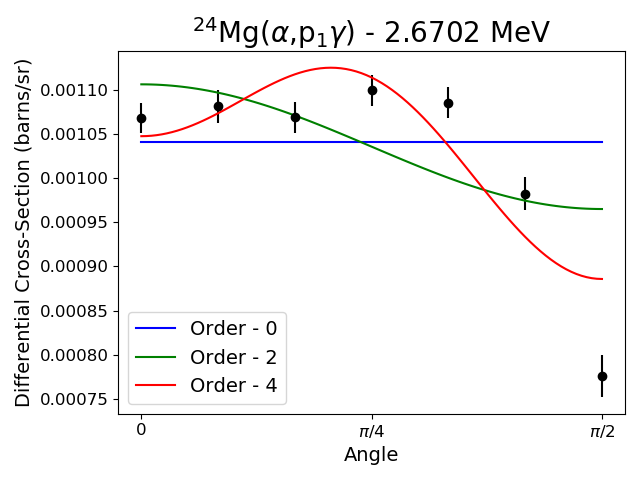 ²⁴Mg(α,p₁γ) - 2.6702 MeV
Differential Cross-Section (barns/sr)
0.00110
0.00105
0.00100
0.00095
0.00090
0.00085
0.00080
0.00075
Order - 0
Order - 2
Order - 4
0
π/4
π/2
Angle